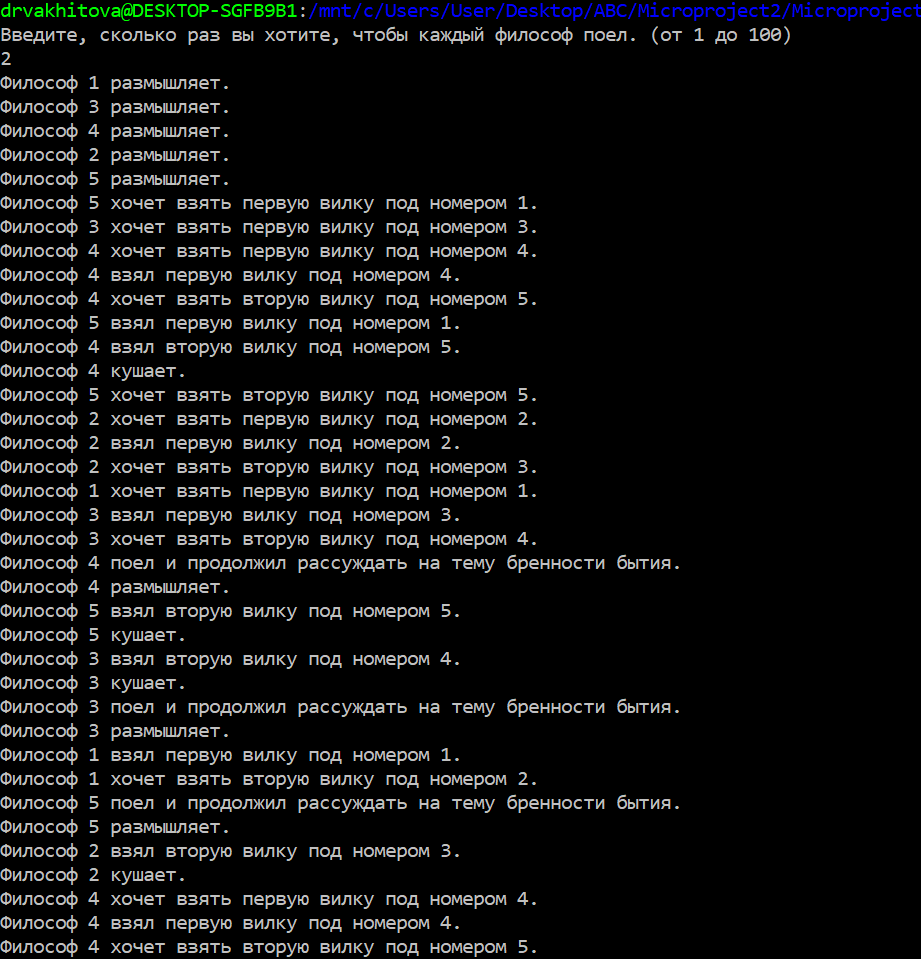 drvakhitova@DESKTOP-SGFB9B1:/mnt/c/Users/User/Desktop/ABC/Microproject2/Microproject
Введите, сколько раз вы хотите, чтобы каждый философ поел. (от 1 до 100)
2
Философ 1 размышляет.
Философ 3 размышляет.
Философ 4 размышляет.
Философ 2 размышляет.
Философ 5 размышляет.
Философ 5 хочет взять первую вилку под номером 1.
Философ 3 хочет взять первую вилку под номером 3.
Философ 4 хочет взять первую вилку под номером 4.
Философ 4 взял первую вилку под номером 4.
Философ 4 хочет взять вторую вилку под номером 5.
Философ 5 взял первую вилку под номером 1.
Философ 4 взял вторую вилку под номером 5.
Философ 4 кушает.
Философ 5 хочет взять вторую вилку под номером 5.
Философ 2 хочет взять первую вилку под номером 2.
Философ 2 взял первую вилку под номером 2.
Философ 2 хочет взять вторую вилку под номером 3.
Философ 1 хочет взять первую вилку под номером 1.
Философ 3 взял первую вилку под номером 3.
Философ 3 хочет взять вторую вилку под номером 4.
Философ 4 поел и продолжил рассуждать на тему бренности бытия.
Философ 4 размышляет.
Философ 5 взял вторую вилку под номером 5.
Философ 5 кушает.
Философ 3 взял вторую вилку под номером 4.
Философ 3 кушает.
Философ 3 поел и продолжил рассуждать на тему бренности бытия.
Философ 3 размышляет.
Философ 1 взял первую вилку под номером 1.
Философ 1 хочет взять вторую вилку под номером 2.
Философ 5 поел и продолжил рассуждать на тему бренности бытия.
Философ 5 размышляет.
Философ 2 взял вторую вилку под номером 3.
Философ 2 кушает.
Философ 4 хочет взять первую вилку под номером 4.
Философ 4 взял первую вилку под номером 4.
Философ 4 хочет взять вторую вилку под номером 5.